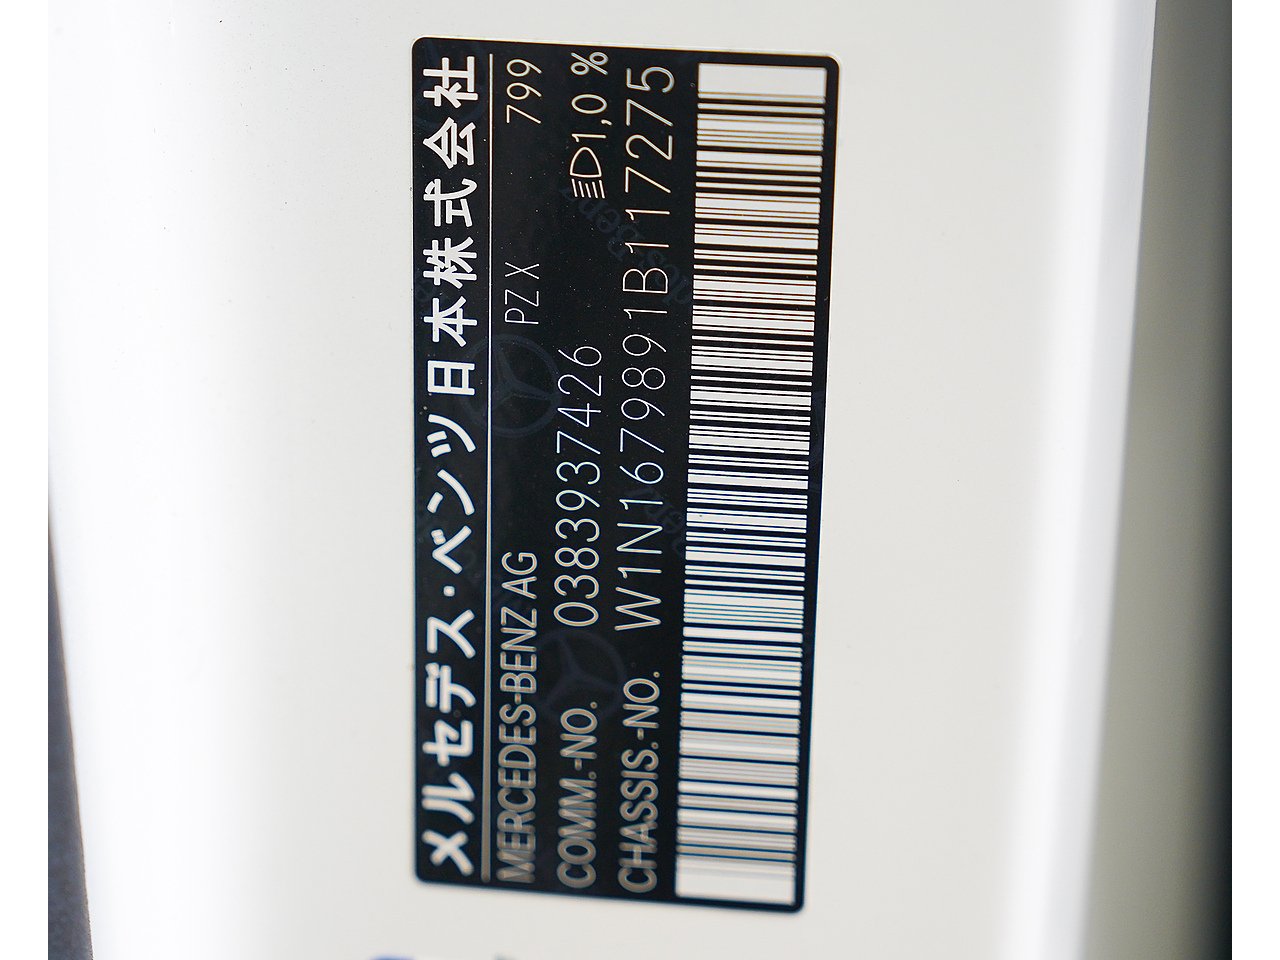 メルセデス・ベンツ日本株式会社
MERCEDES-BENZ AG PZ X 799
COMM.-NO. 0383937426 1,0 %
CHASSIS.-NO. W1N1679891B117275